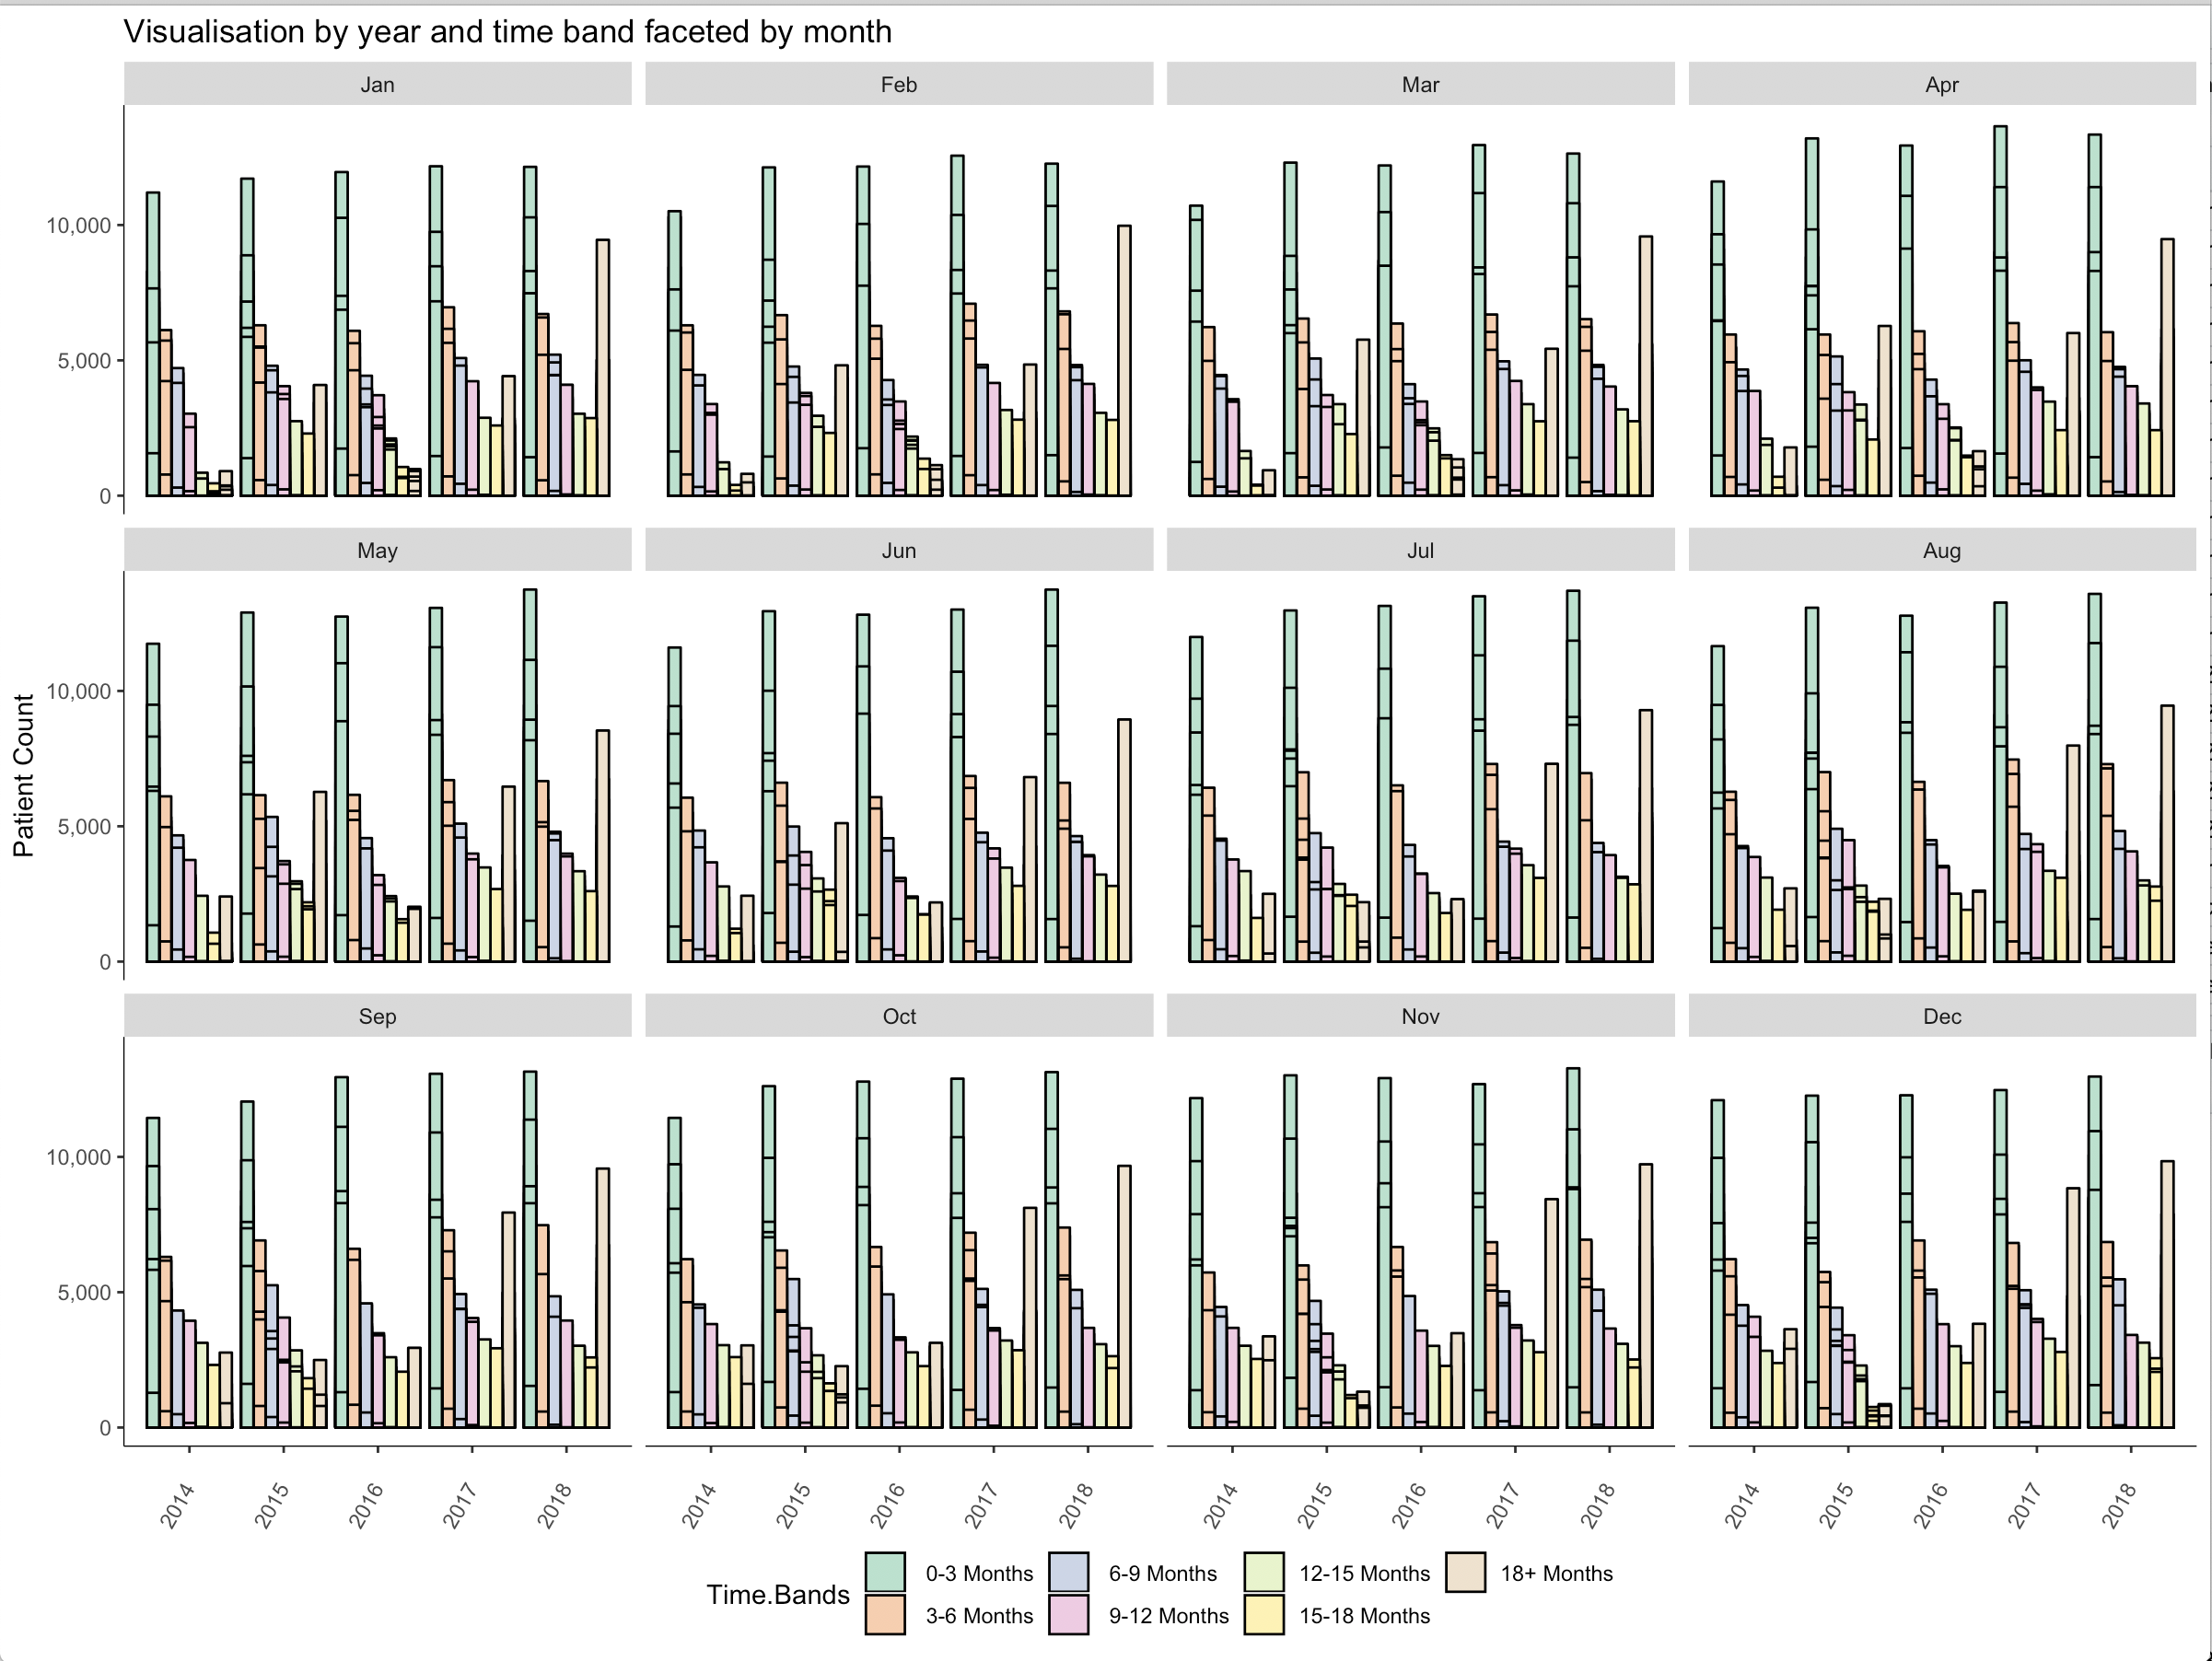 Visualisation by year and time band faceted by month
Jan Feb Mar Apr
10,000
5,000
0
May Jun Jul Aug
Patient Count
10,000
5,000
0
Sep Oct Nov Dec
10,000
5,000
0
2014 2015 2016 2017 2018 2014 2015 2016 2017 2018 2014 2015 2016 2017 2018 2014 2015 2016 2017 2018
Time.Bands
0-3 Months 6-9 Months 12-15 Months 18+ Months
3-6 Months 9-12 Months 15-18 Months